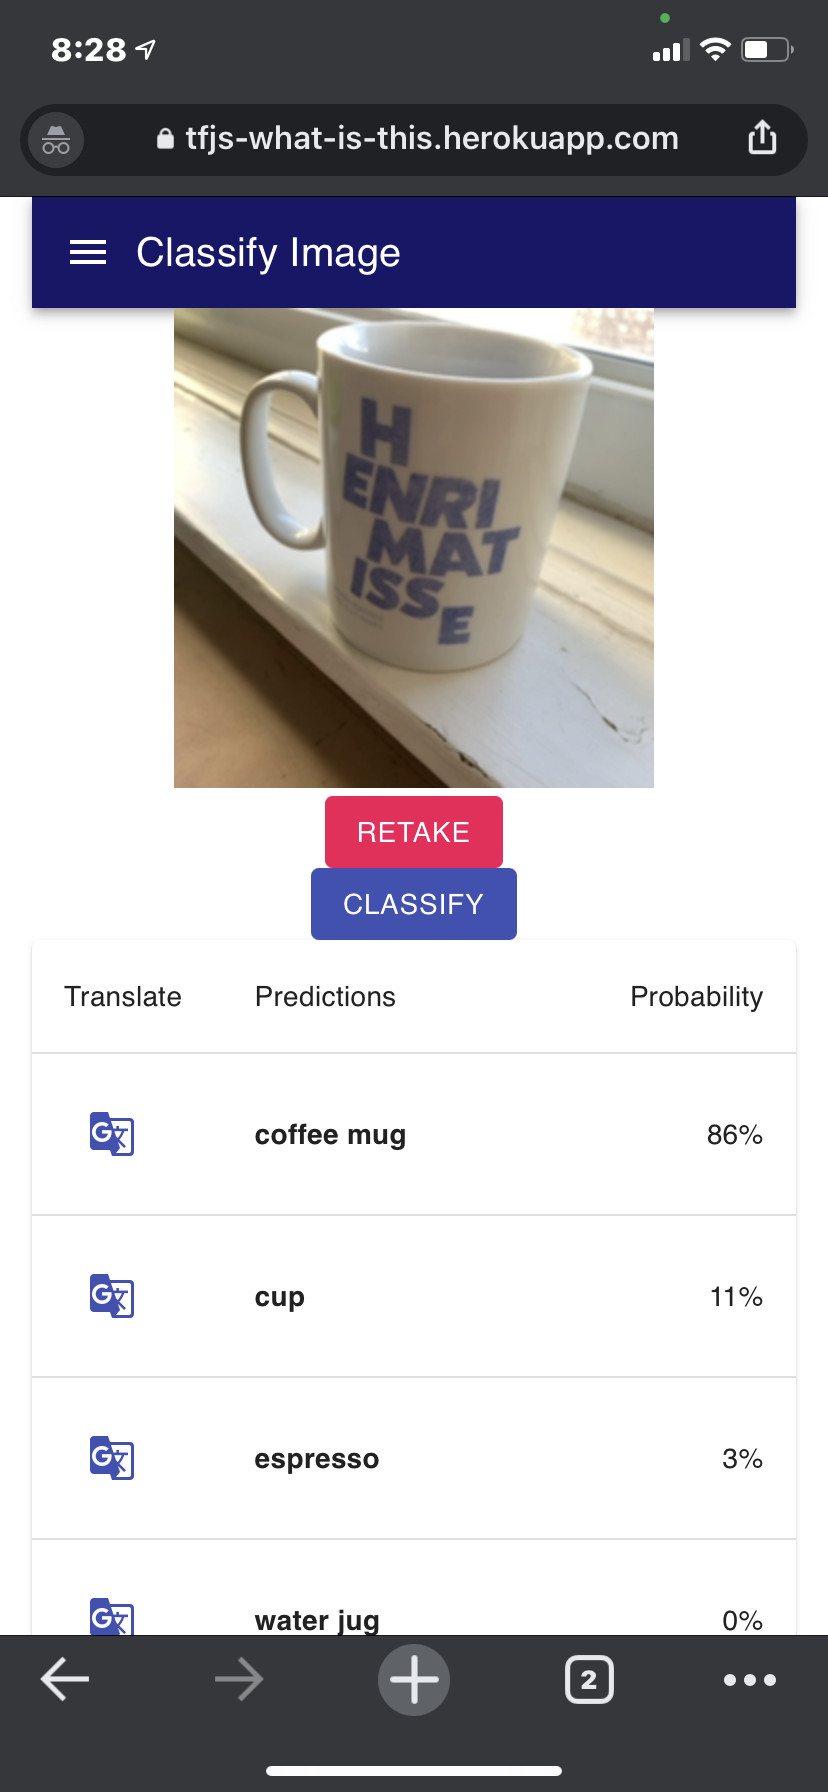 8:28
tfjs-what-is-this.herokuapp.com
Classify Image
H
ENRI
MAT
ISS
E
RETAKE
CLASSIFY
Translate Predictions Probability
coffee mug 86%
cup 11%
espresso 3%
water jug 0%
2